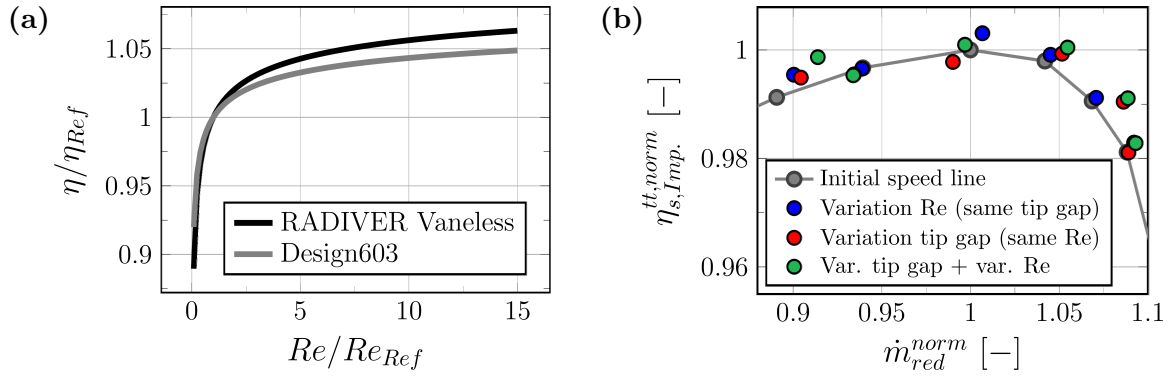 (a)
1.05
1
0.95
0.9
η/η_Ref
RADIVER Vaneless
Design603
0
5
10
15
Re/Re_Ref
(b)
1
0.98
0.96
η_{s,Imp.}^{tt,norm} [−]
Initial speed line
Variation Re (same tip gap)
Variation tip gap (same Re)
Var. tip gap + var. Re
0.9
0.95
1
1.05
1.1
ṁ_{red}^{norm} [−]